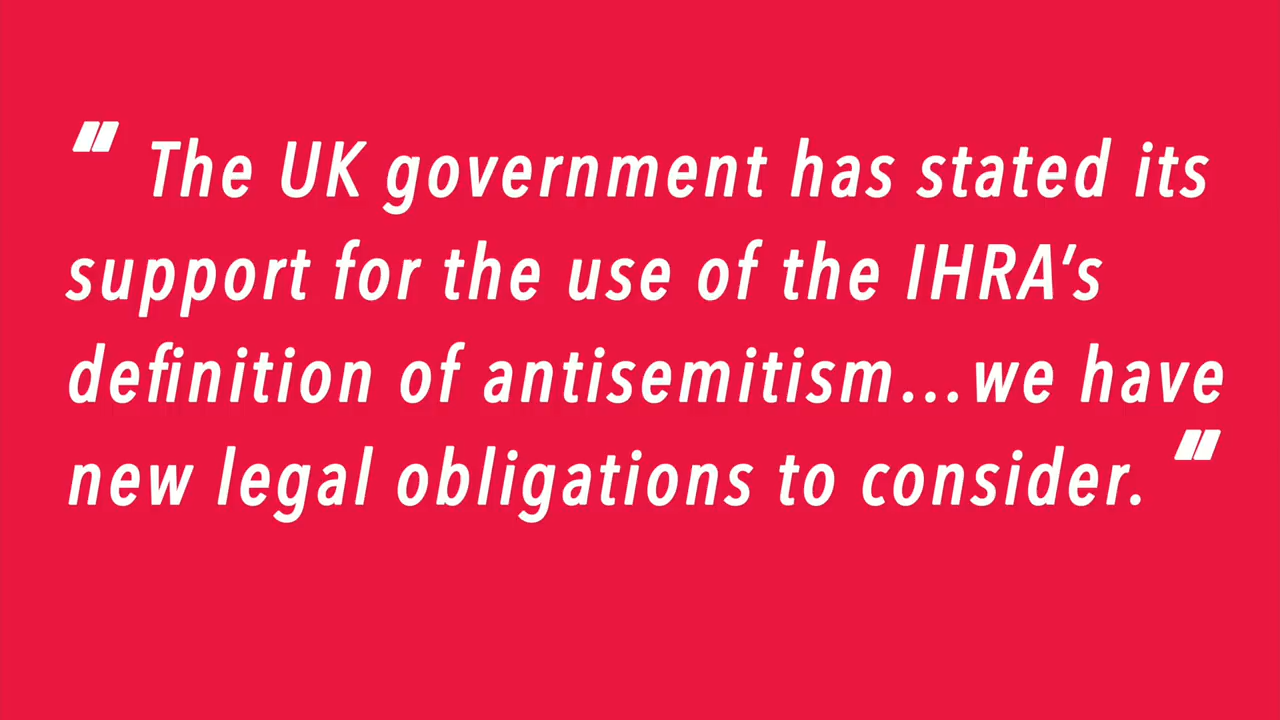 " The UK government has stated its
support for the use of the IHRA’s
definition of antisemitism...we have
new legal obligations to consider. "